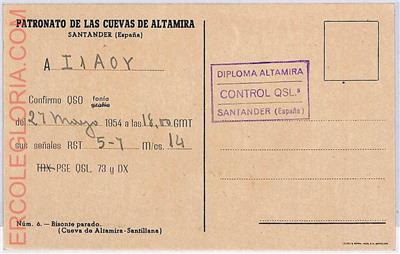 PATRONATO DE LAS CUEVAS DE ALTAMIRA
SANTANDER (España)
A I1AOY
Confirmo QSO fonía
grafia
del 27 Mayo 1954 a las 18,00 GMT
sus señales RST 5-7 m/cs. 14
TDX PSE QSL. 73 y DX
Núm. 6. — Bisonte parado.
(Cueva de Altamira-Santillana)
DIPLOMA ALTAMIRA
CONTROL QSL.s
SANTANDER (España)
ERCOLEGLORIA.COM